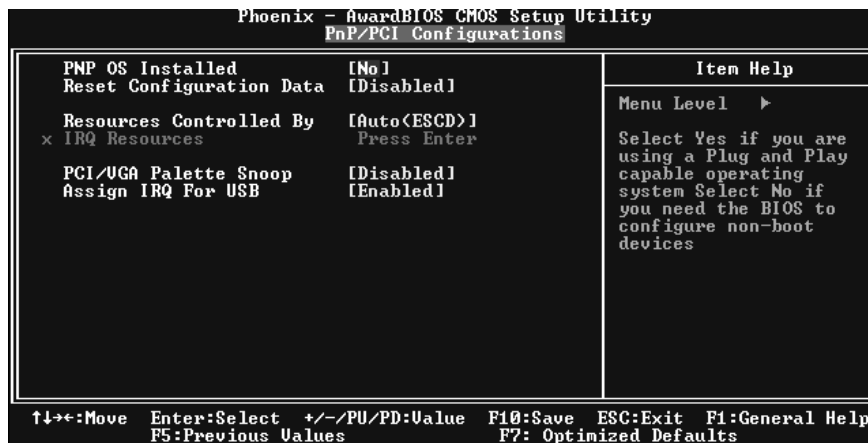 Phoenix - AwardBIOS CMOS Setup Utility
PnP/PCI Configurations
PNP OS Installed [No]
Reset Configuration Data [Disabled]
Resources Controlled By [Auto(ESCD)]
x IRQ Resources Press Enter
PCI/VGA Palette Snoop [Disabled]
Assign IRQ For USB [Enabled]
Item Help
Menu Level ▶
Select Yes if you are
using a Plug and Play
capable operating
system Select No if
you need the BIOS to
configure non-boot
devices
↑↓→←:Move Enter:Select +/-/PU/PD:Value F10:Save ESC:Exit F1:General Help
F5:Previous Values F7: Optimized Defaults